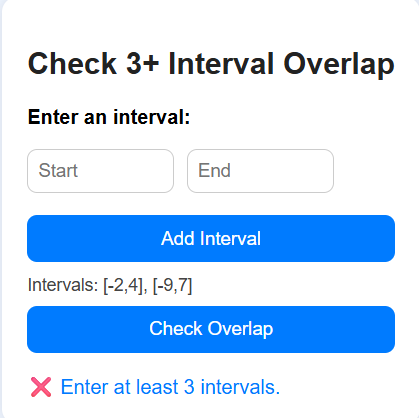 Check 3+ Interval Overlap
Enter an interval:
Start
End
Add Interval
Intervals: [-2,4], [-9,7]
Check Overlap
❌ Enter at least 3 intervals.